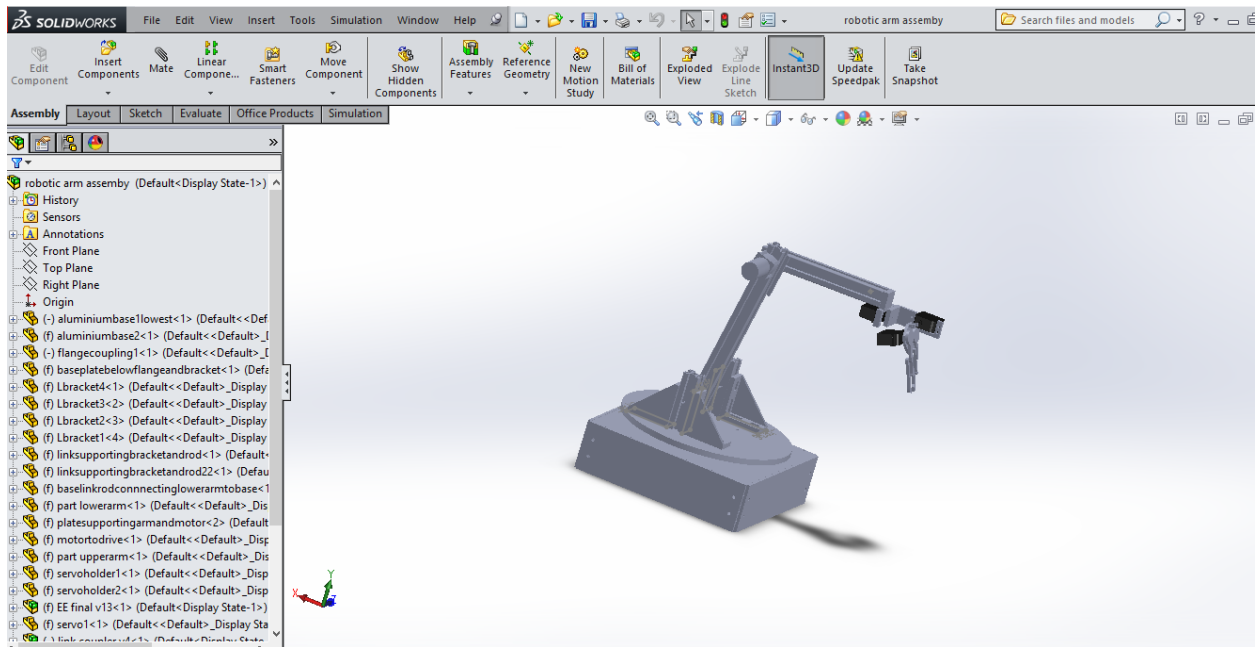 SOLIDWORKS File Edit View Insert Tools Simulation Window Help robotic arm assemby Search files and models ?
Edit Component
Insert Components
Mate
Linear Compone...
Smart Fasteners
Move Component
Show Hidden Components
Assembly Features
Reference Geometry
New Motion Study
Bill of Materials
Exploded View
Explode Line Sketch
Instant3D
Update Speedpak
Take Snapshot
Assembly Layout Sketch Evaluate Office Products Simulation
robotic arm assemby (Default<Display State-1>)
History
Sensors
A Annotations
Front Plane
Top Plane
Right Plane
Origin
(-) aluminiumbase1lowest<1> (Default<<Def
(f) aluminiumbase2<1> (Default<<Default>_[
(-) flangecoupling1<1> (Default<<Default>_[
(f) baseplatebelowflangeandbracket<1> (Defa
(f) Lbracket4<1> (Default<<Default>_Display
(f) Lbracket3<2> (Default<<Default>_Display
(f) Lbracket2<3> (Default<<Default>_Display
(f) Lbracket1<4> (Default<<Default>_Display
(f) linksupportingbracketandrod<1> (Default<
(f) linksupportingbracketandrod22<1> (Defau
(f) baselinkrodconnnectinglowerarmtobase<1
(f) part lowerarm<1> (Default<<Default>_Dis
(f) platesupportingarmandmotor<2> (Default
(f) motortodrive<1> (Default<<Default>_Disp
(f) part upperarm<1> (Default<<Default>_Dis
(f) servoholder1<1> (Default<<Default>_Disp
(f) servoholder2<1> (Default<<Default>_Disp
(f) EE final v13<1> (Default<Display State-1>)
(f) servo1<1> (Default<<Default>_Display Sta
Y
X
Z